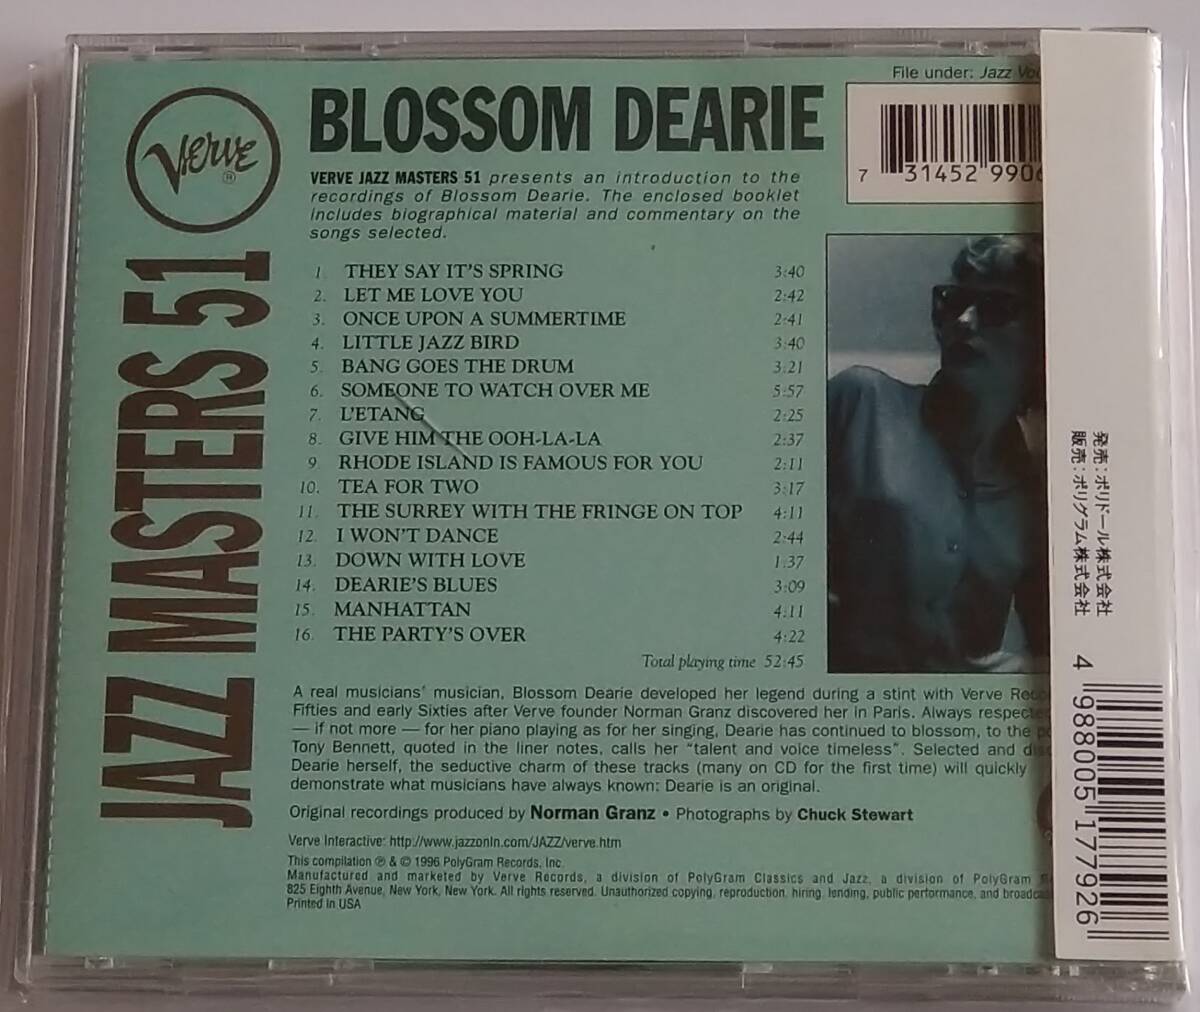 File under: Jazz
BLOSSOM DEARIE
VERVE JAZZ MASTERS 51 presents an introduction to the
recordings of Blossom Dearie. The enclosed booklet
includes biographical material and commentary on the
songs selected.
7 31452 9906
Verve ®
JAZZ MASTERS 51
1. THEY SAY IT'S SPRING 3:40
2. LET ME LOVE YOU 2:42
3. ONCE UPON A SUMMERTIME 2:41
4. LITTLE JAZZ BIRD 3:40
5. BANG GOES THE DRUM 3:21
6. SOMEONE TO WATCH OVER ME 5:57
7. L'ETANG 2:25
8. GIVE HIM THE OOH-LA-LA 2:37
9. RHODE ISLAND IS FAMOUS FOR YOU 2:11
10. TEA FOR TWO 3:17
11. THE SURREY WITH THE FRINGE ON TOP 4:11
12. I WON'T DANCE 2:44
13. DOWN WITH LOVE 1:37
14. DEARIE'S BLUES 3:09
15. MANHATTAN 4:11
16. THE PARTY'S OVER 4:22
Total playing time 52:45
A real musicians' musician, Blossom Dearie developed her legend during a stint with Verve
Fifties and early Sixties after Verve founder Norman Granz discovered her in Paris. Always respected
— if not more — for her piano playing as for her singing, Dearie has continued to blossom, to the
Tony Bennett, quoted in the liner notes, calls her "talent and voice timeless". Selected and
Dearie herself, the seductive charm of these tracks (many on CD for the first time) will quickly
demonstrate what musicians have always known: Dearie is an original.
Original recordings produced by Norman Granz • Photographs by Chuck Stewart
Verve Interactive: http://www.jazzonln.com/JAZZ/verve.htm
This compilation ℗ & © 1996 PolyGram Records, Inc.
Manufactured and marketed by Verve Records, a division of PolyGram Classics and Jazz, a division of PolyGram
825 Eighth Avenue, New York, New York. All rights reserved. Unauthorized copying, reproduction, hiring, lending, public performance, and
Printed in USA
発売:ポリドール株式会社
販売:ポリグラム株式会社
4 988005 177926